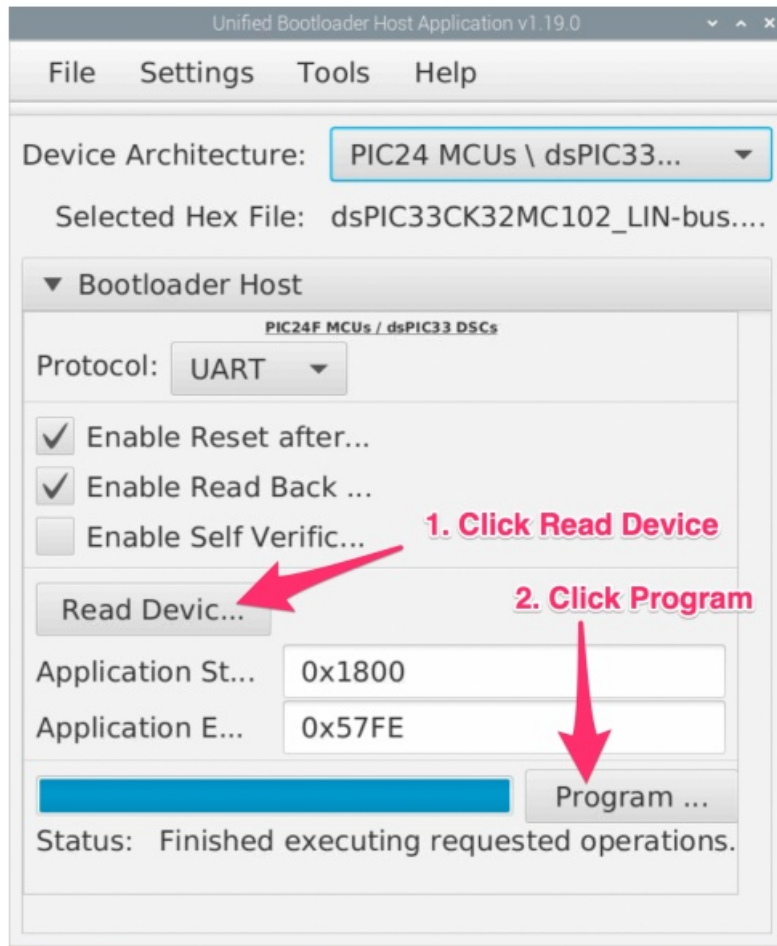 Unified Bootloader Host Application v1.19.0
File Settings Tools Help
Device Architecture: PIC24 MCUs \ dsPIC33...
Selected Hex File: dsPIC33CK32MC102_LIN-bus....
Bootloader Host
PIC24F MCUs / dsPIC33 DSCs
Protocol: UART
Enable Reset after...
Enable Read Back ...
Enable Self Verific...
1. Click Read Device
Read Devic...
2. Click Program
Application St... 0x1800
Application E... 0x57FE
Program ...
Status: Finished executing requested operations.